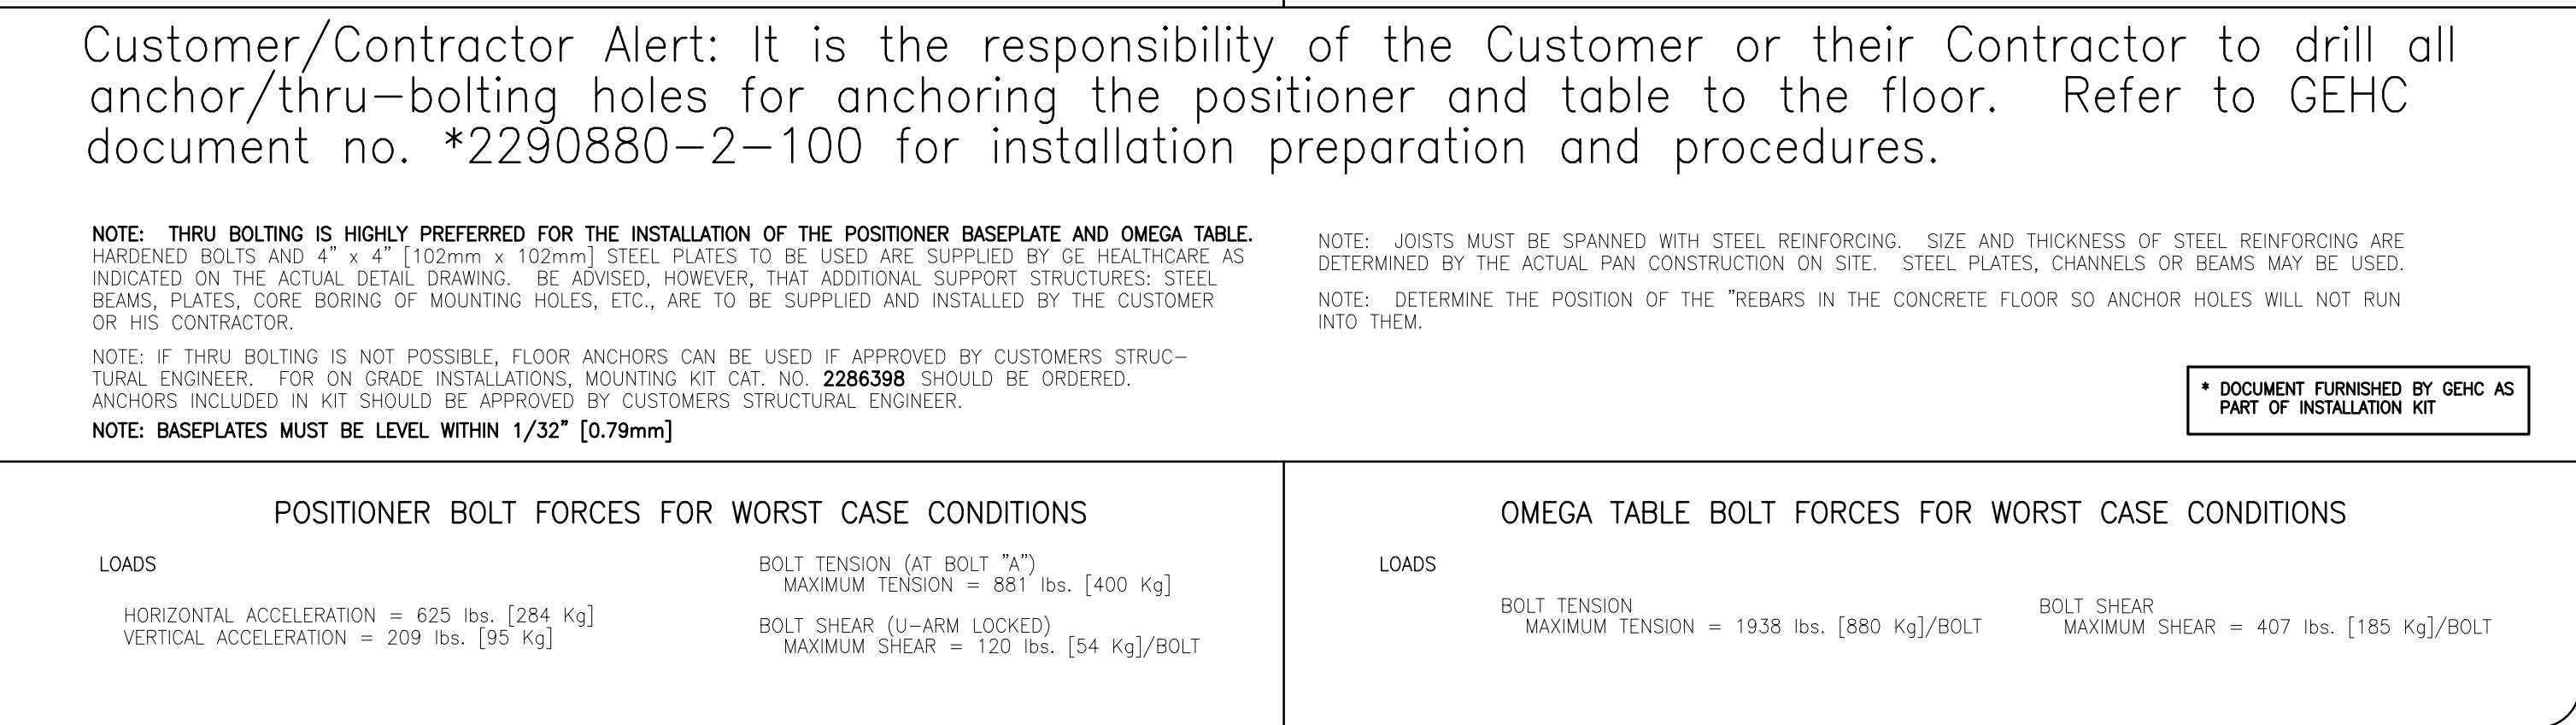 Customer/Contractor Alert: It is the responsibility of the Customer or their Contractor to drill all
anchor/thru-bolting holes for anchoring the positioner and table to the floor. Refer to GEHC
document no. *2290880-2-100 for installation preparation and procedures.
NOTE: THRU BOLTING IS HIGHLY PREFERRED FOR THE INSTALLATION OF THE POSITIONER BASEPLATE AND OMEGA TABLE.
HARDENED BOLTS AND 4" x 4" [102mm x 102mm] STEEL PLATES TO BE USED ARE SUPPLIED BY GE HEALTHCARE AS
INDICATED ON THE ACTUAL DETAIL DRAWING. BE ADVISED, HOWEVER, THAT ADDITIONAL SUPPORT STRUCTURES: STEEL
BEAMS, PLATES, CORE BORING OF MOUNTING HOLES, ETC., ARE TO BE SUPPLIED AND INSTALLED BY THE CUSTOMER
OR HIS CONTRACTOR.
NOTE: IF THRU BOLTING IS NOT POSSIBLE, FLOOR ANCHORS CAN BE USED IF APPROVED BY CUSTOMERS STRUC-
TURAL ENGINEER. FOR ON GRADE INSTALLATIONS, MOUNTING KIT CAT. NO. 2286398 SHOULD BE ORDERED.
ANCHORS INCLUDED IN KIT SHOULD BE APPROVED BY CUSTOMERS STRUCTURAL ENGINEER.
NOTE: BASEPLATES MUST BE LEVEL WITHIN 1/32" [0.79mm]
NOTE: JOISTS MUST BE SPANNED WITH STEEL REINFORCING. SIZE AND THICKNESS OF STEEL REINFORCING ARE
DETERMINED BY THE ACTUAL PAN CONSTRUCTION ON SITE. STEEL PLATES, CHANNELS OR BEAMS MAY BE USED.
NOTE: DETERMINE THE POSITION OF THE "REBARS IN THE CONCRETE FLOOR SO ANCHOR HOLES WILL NOT RUN
INTO THEM.
* DOCUMENT FURNISHED BY GEHC AS
PART OF INSTALLATION KIT
POSITIONER BOLT FORCES FOR WORST CASE CONDITIONS
LOADS
HORIZONTAL ACCELERATION = 625 lbs. [284 Kg]
VERTICAL ACCELERATION = 209 lbs. [95 Kg]
BOLT TENSION (AT BOLT "A")
MAXIMUM TENSION = 881 lbs. [400 Kg]
BOLT SHEAR (U-ARM LOCKED)
MAXIMUM SHEAR = 120 lbs. [54 Kg]/BOLT
OMEGA TABLE BOLT FORCES FOR WORST CASE CONDITIONS
LOADS
BOLT TENSION
MAXIMUM TENSION = 1938 lbs. [880 Kg]/BOLT
BOLT SHEAR
MAXIMUM SHEAR = 407 lbs. [185 Kg]/BOLT